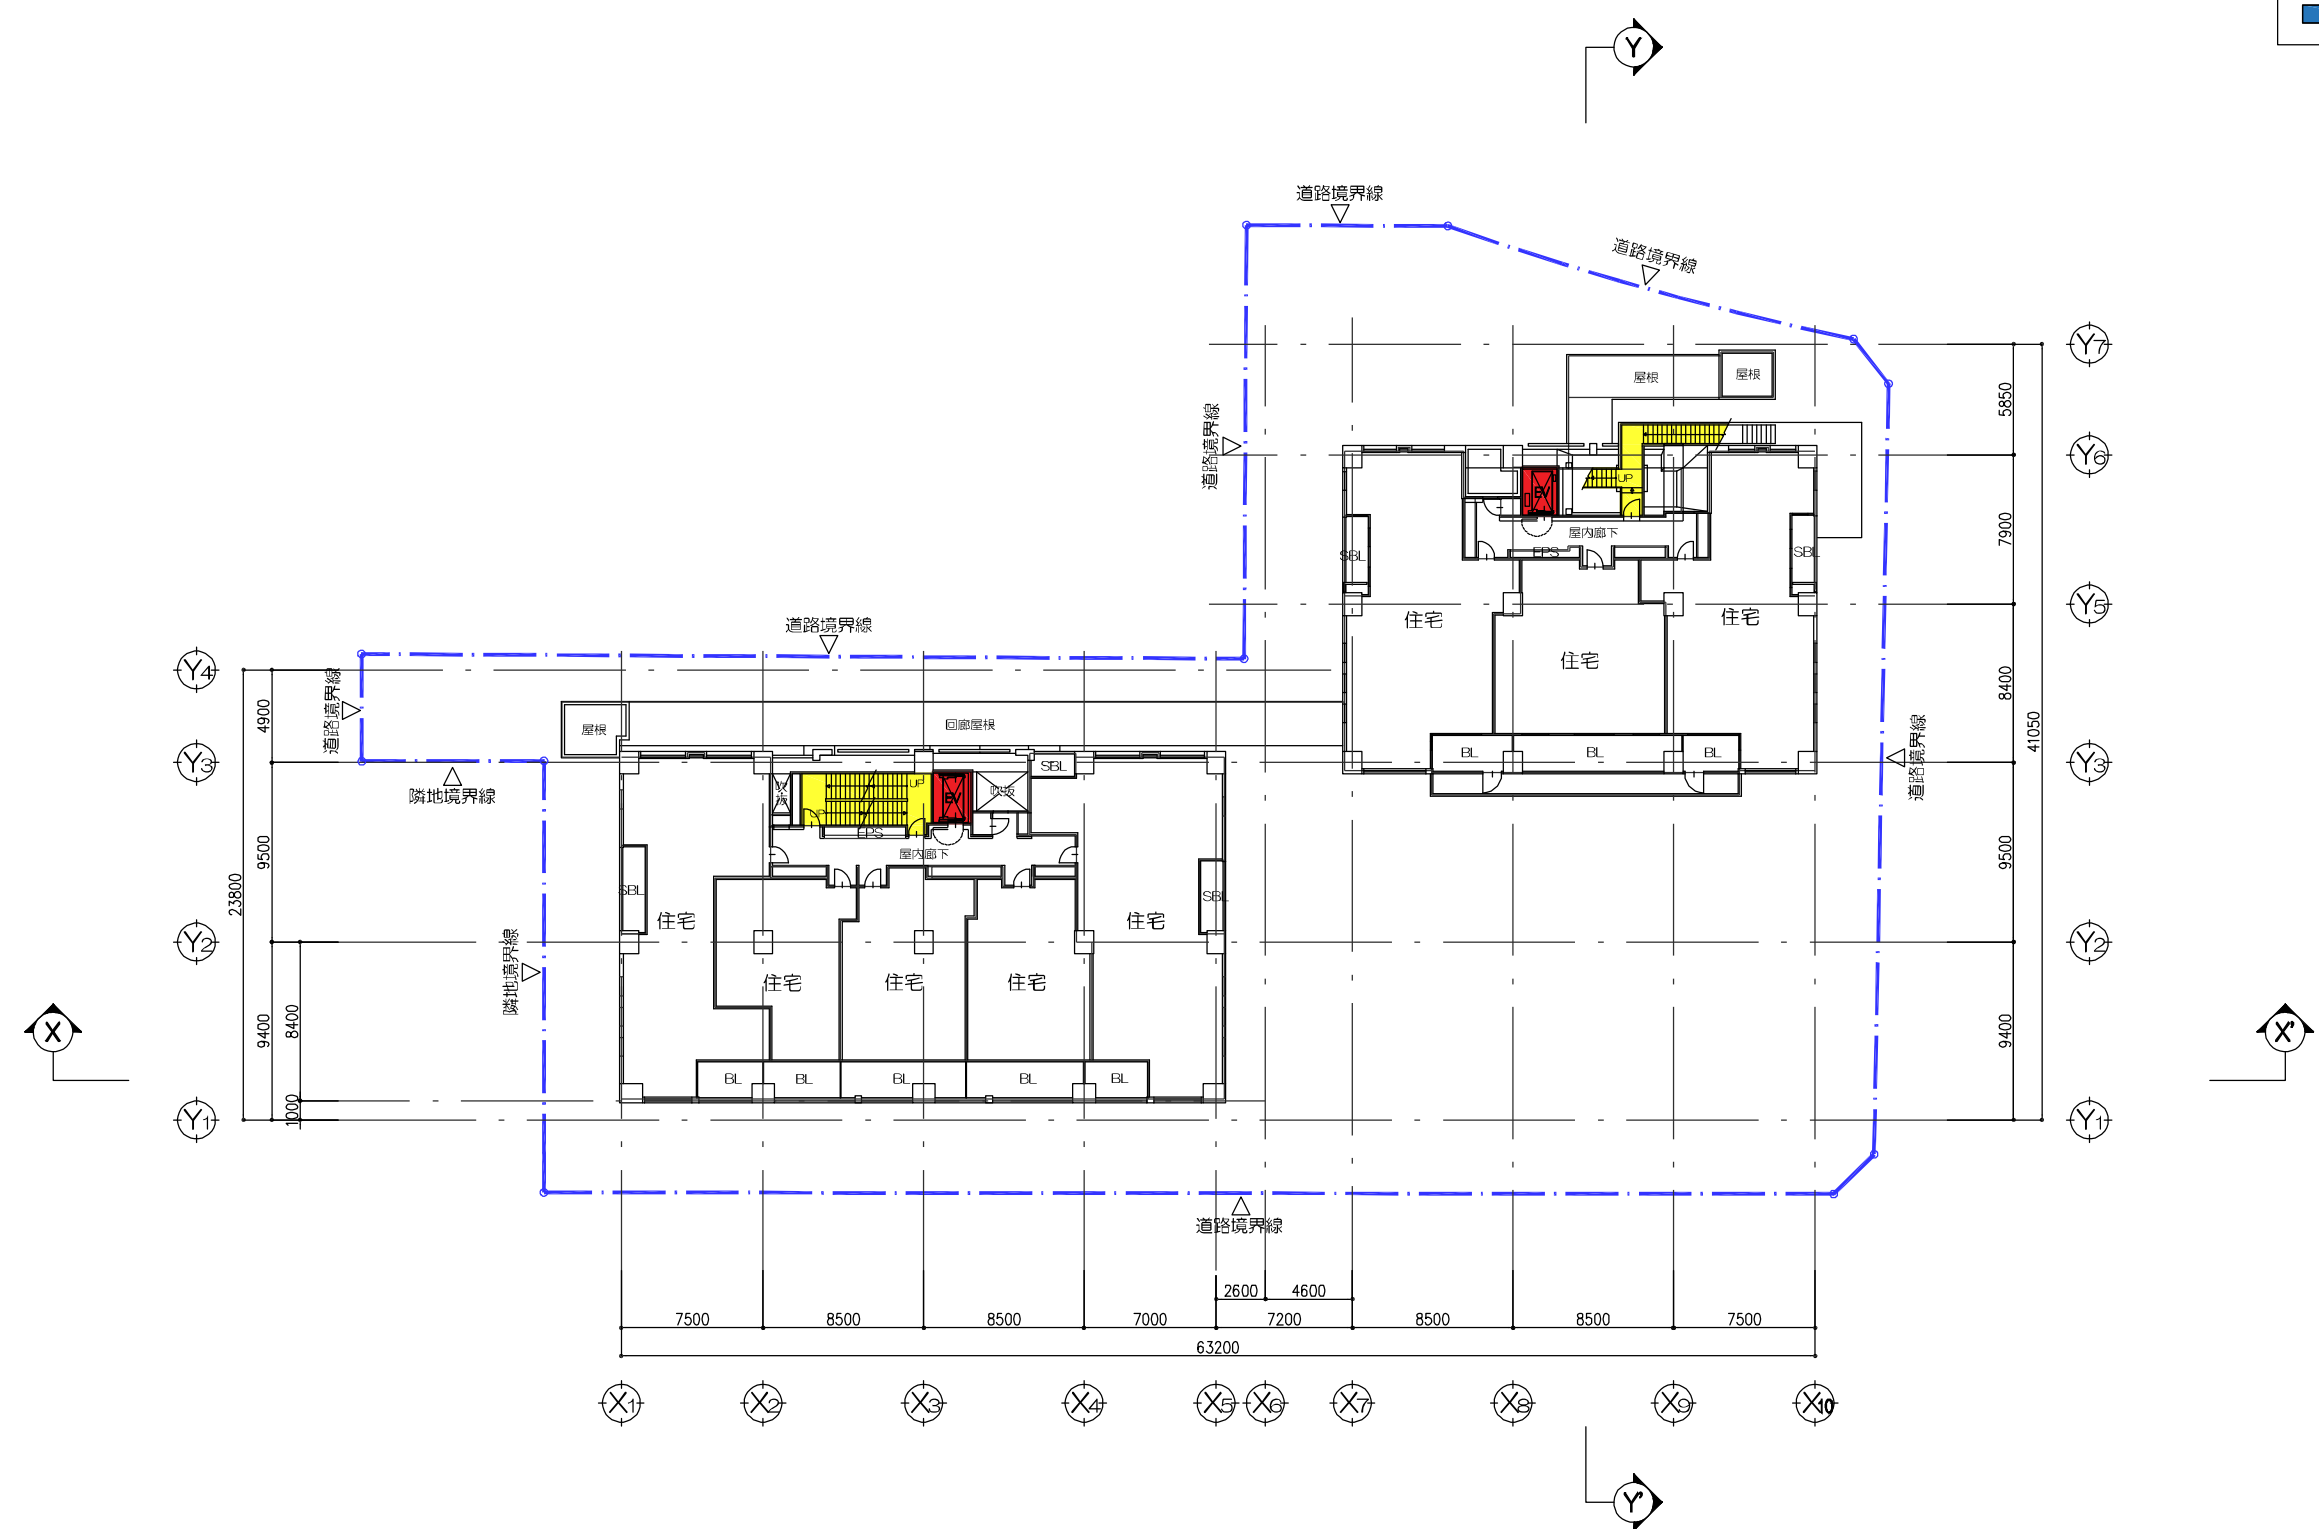 Y
道路境界線
道路境界線
Y7
屋根
屋根
5850
道路境界線
Y6
UP
EV
屋内廊下
EPS
SBL
SBL
7900
Y5
住宅
住宅
住宅
道路境界線
Y4
道路境界線
4900
8400
41050
屋根
回廊屋根
BL
BL
BL
道路境界線
Y3
Y3
隣地境界線
SBL
吹抜
UP
UP
EV
吹抜
EPS
屋内廊下
9500
9500
23800
SBL
SBL
住宅
住宅
Y2
Y2
隣地境界線
住宅
住宅
住宅
X
X'
9400
8400
9400
BL
BL
BL
BL
BL
1000
Y1
Y1
道路境界線
2600
4600
7500
8500
8500
7000
7200
8500
8500
7500
63200
X1
X2
X3
X4
X5
X6
X7
X8
X9
X10
Y'